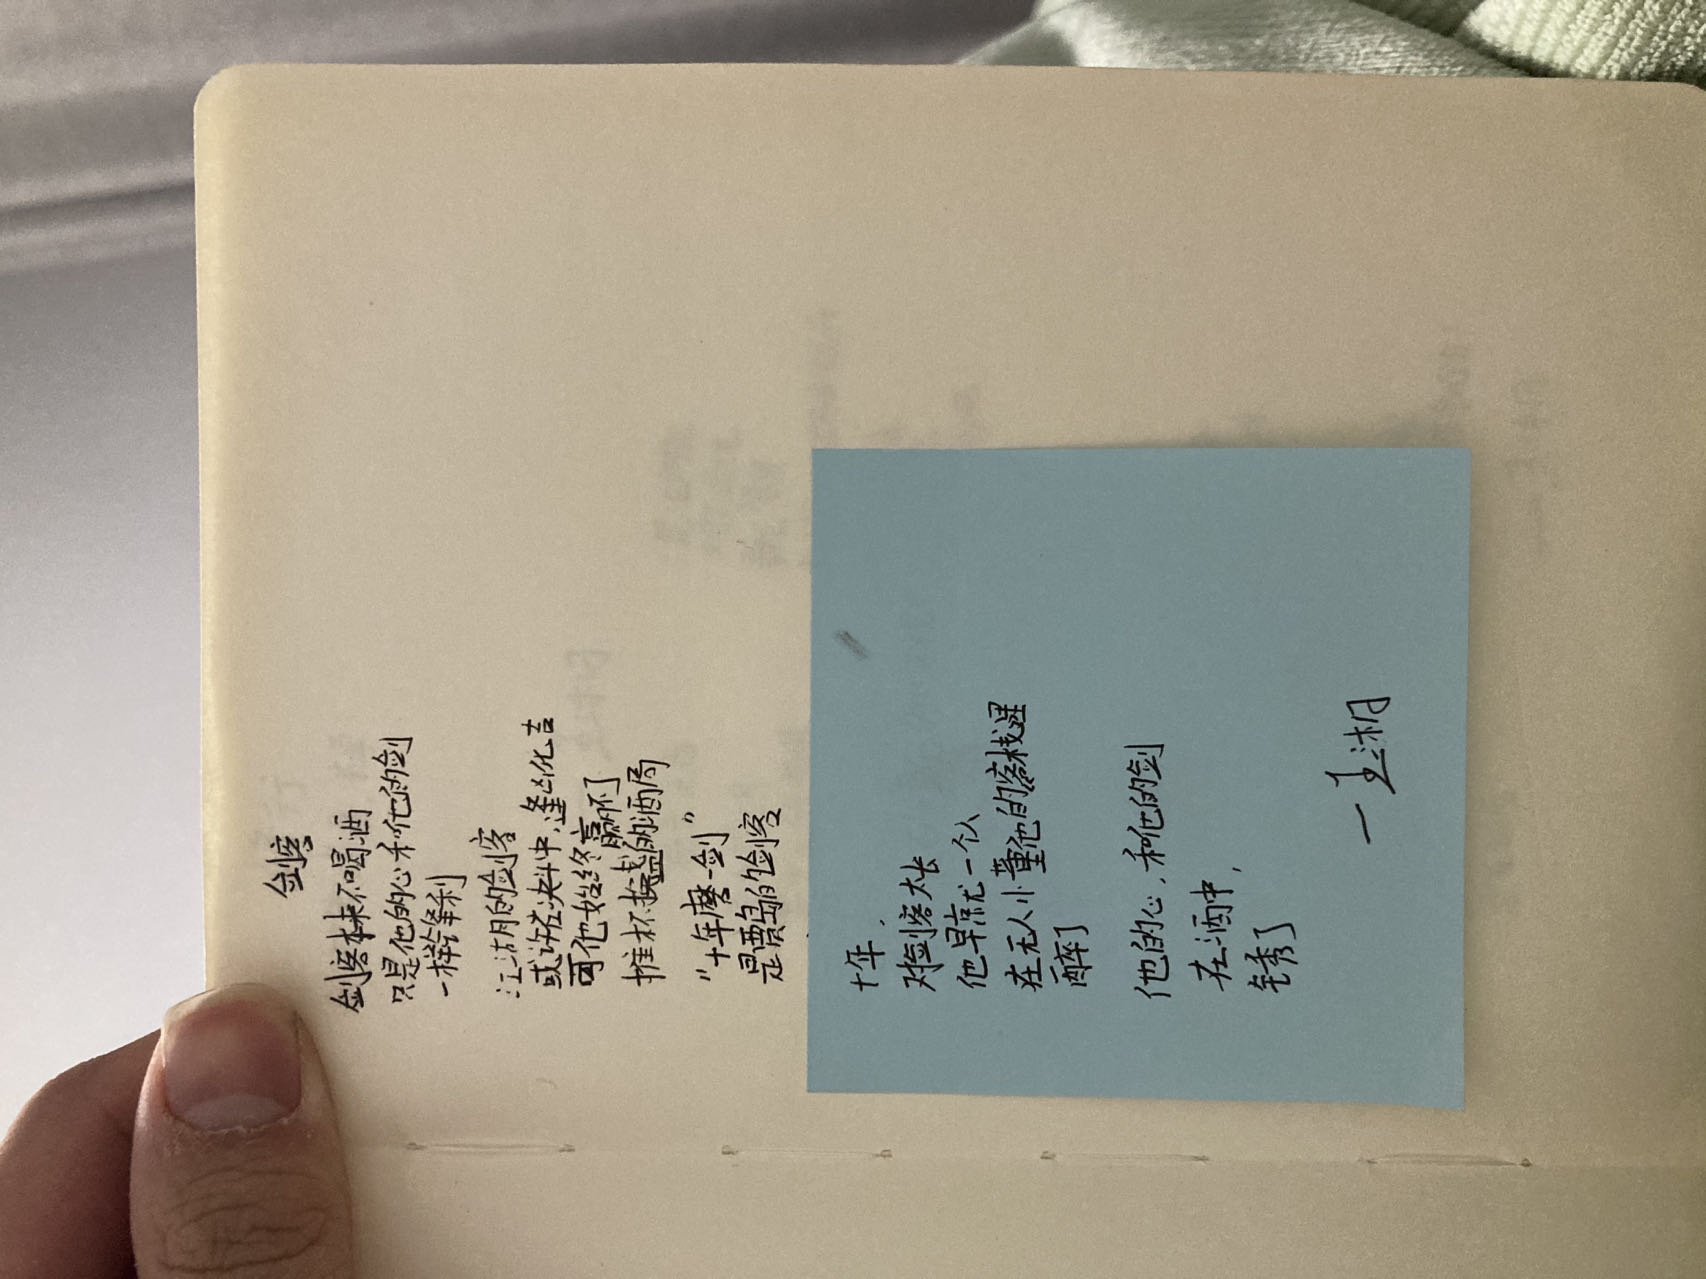 剑客
剑客本来不喝酒
只是他的心和他的剑
一样锋利
江湖的剑客
或许在决斗中,逢凶化吉
可他始终赢不了
推杯换盏的酒局
“十年磨一剑”
是贾岛的剑客
十年,
对剑客太长
他早就一个人
在无人小董他的客栈里
醉了
他的心,和他的剑
在酒中,
锈了
一王湘